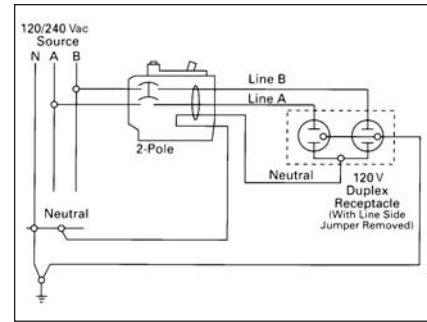 120/240 Vac
Source
N A B
Line B
Line A
2-Pole
Neutral
120 V
Duplex
Receptacle
(With Line Side
Jumper Removed)
Neutral